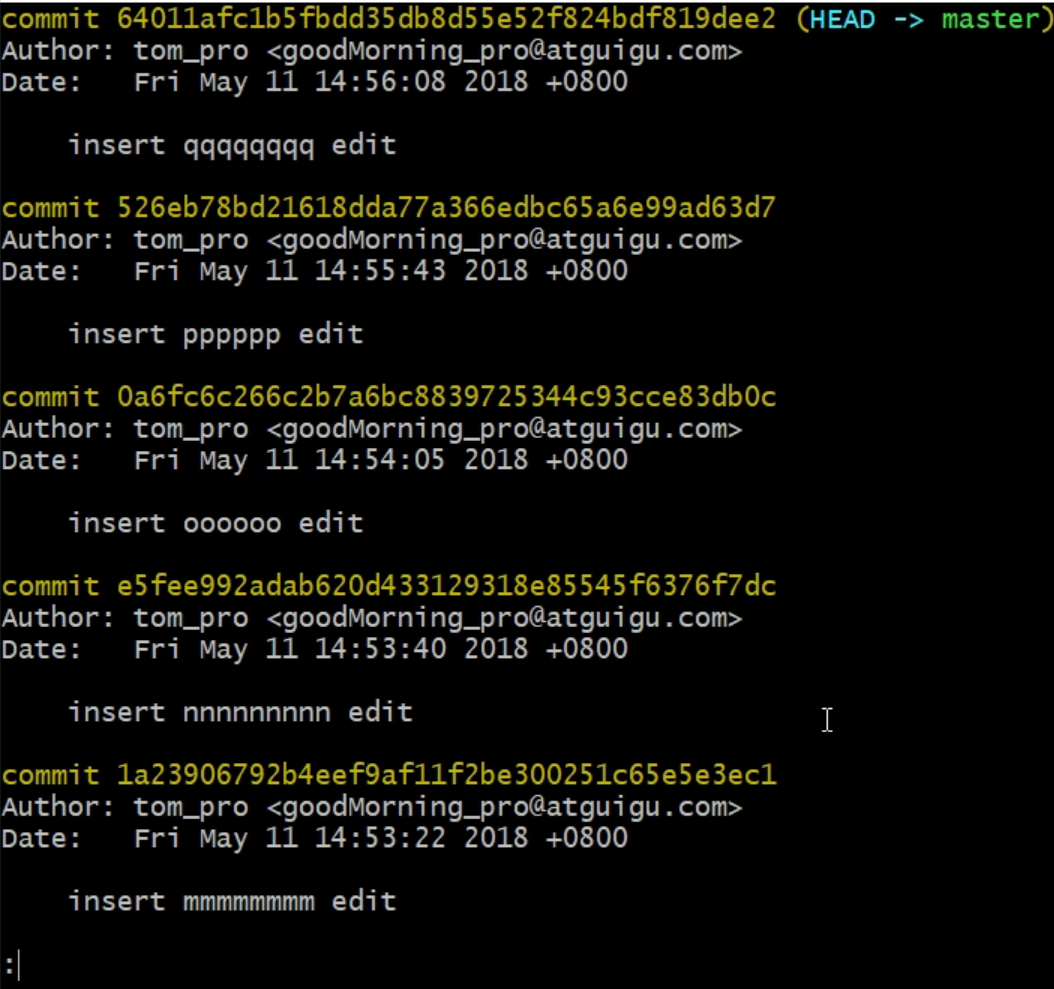 commit 64011afc1b5fbdd35db8d55e52f824bdf819dee2 (HEAD -> master)
Author: tom_pro <goodMorning_pro@atguigu.com>
Date:   Fri May 11 14:56:08 2018 +0800
    insert qqqqqqqq edit
commit 526eb78bd21618dda77a366edbc65a6e99ad63d7
Author: tom_pro <goodMorning_pro@atguigu.com>
Date:   Fri May 11 14:55:43 2018 +0800
    insert pppppp edit
commit 0a6fc6c266c2b7a6bc8839725344c93cce83db0c
Author: tom_pro <goodMorning_pro@atguigu.com>
Date:   Fri May 11 14:54:05 2018 +0800
    insert oooooo edit
commit e5fee992adab620d433129318e85545f6376f7dc
Author: tom_pro <goodMorning_pro@atguigu.com>
Date:   Fri May 11 14:53:40 2018 +0800
    insert nnnnnnnnn edit
commit 1a23906792b4eef9af11f2be300251c65e5e3ec1
Author: tom_pro <goodMorning_pro@atguigu.com>
Date:   Fri May 11 14:53:22 2018 +0800
    insert mmmmmmmm edit
: